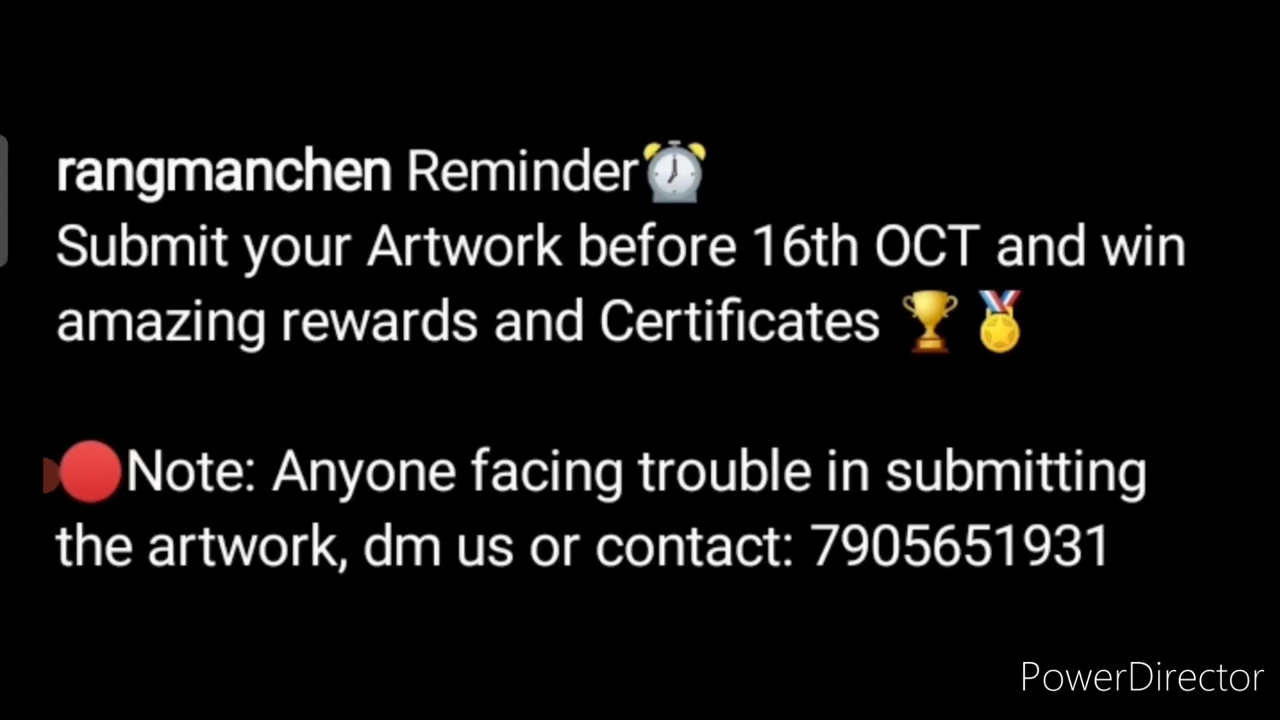 rangmanchen Reminder⏰
Submit your Artwork before 16th OCT and win
amazing rewards and Certificates 🏆🏅
🔴Note: Anyone facing trouble in submitting
the artwork, dm us or contact: 7905651931
PowerDirector